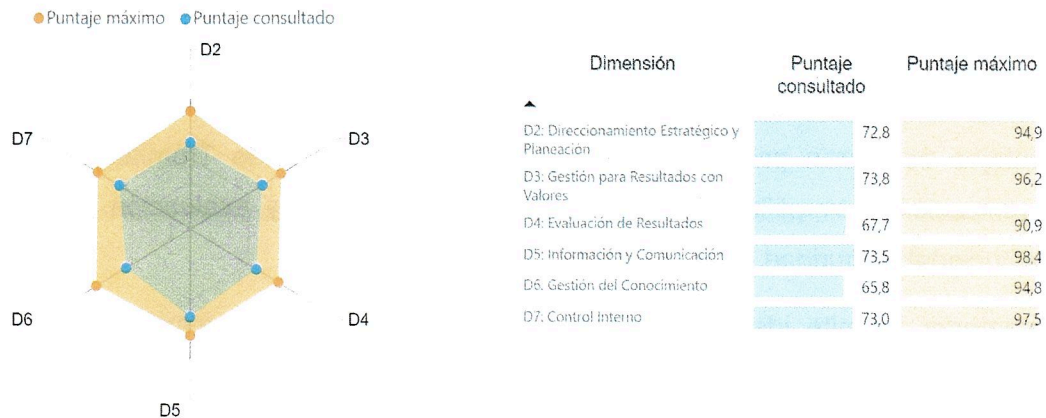 Puntaje máximo Puntaje consultado
D2
D7
D3
D6
D4
D5
Dimensión Puntaje consultado Puntaje máximo
D2: Direccionamiento Estratégico y
Planeación
72,8 94,9
D3: Gestión para Resultados con
Valores
73,8 96,2
D4: Evaluación de Resultados 67,7 90,9
D5: Información y Comunicación 73,5 98,4
D6: Gestión del Conocimiento 65,8 94,8
D7: Control Interno 73,0 97,5